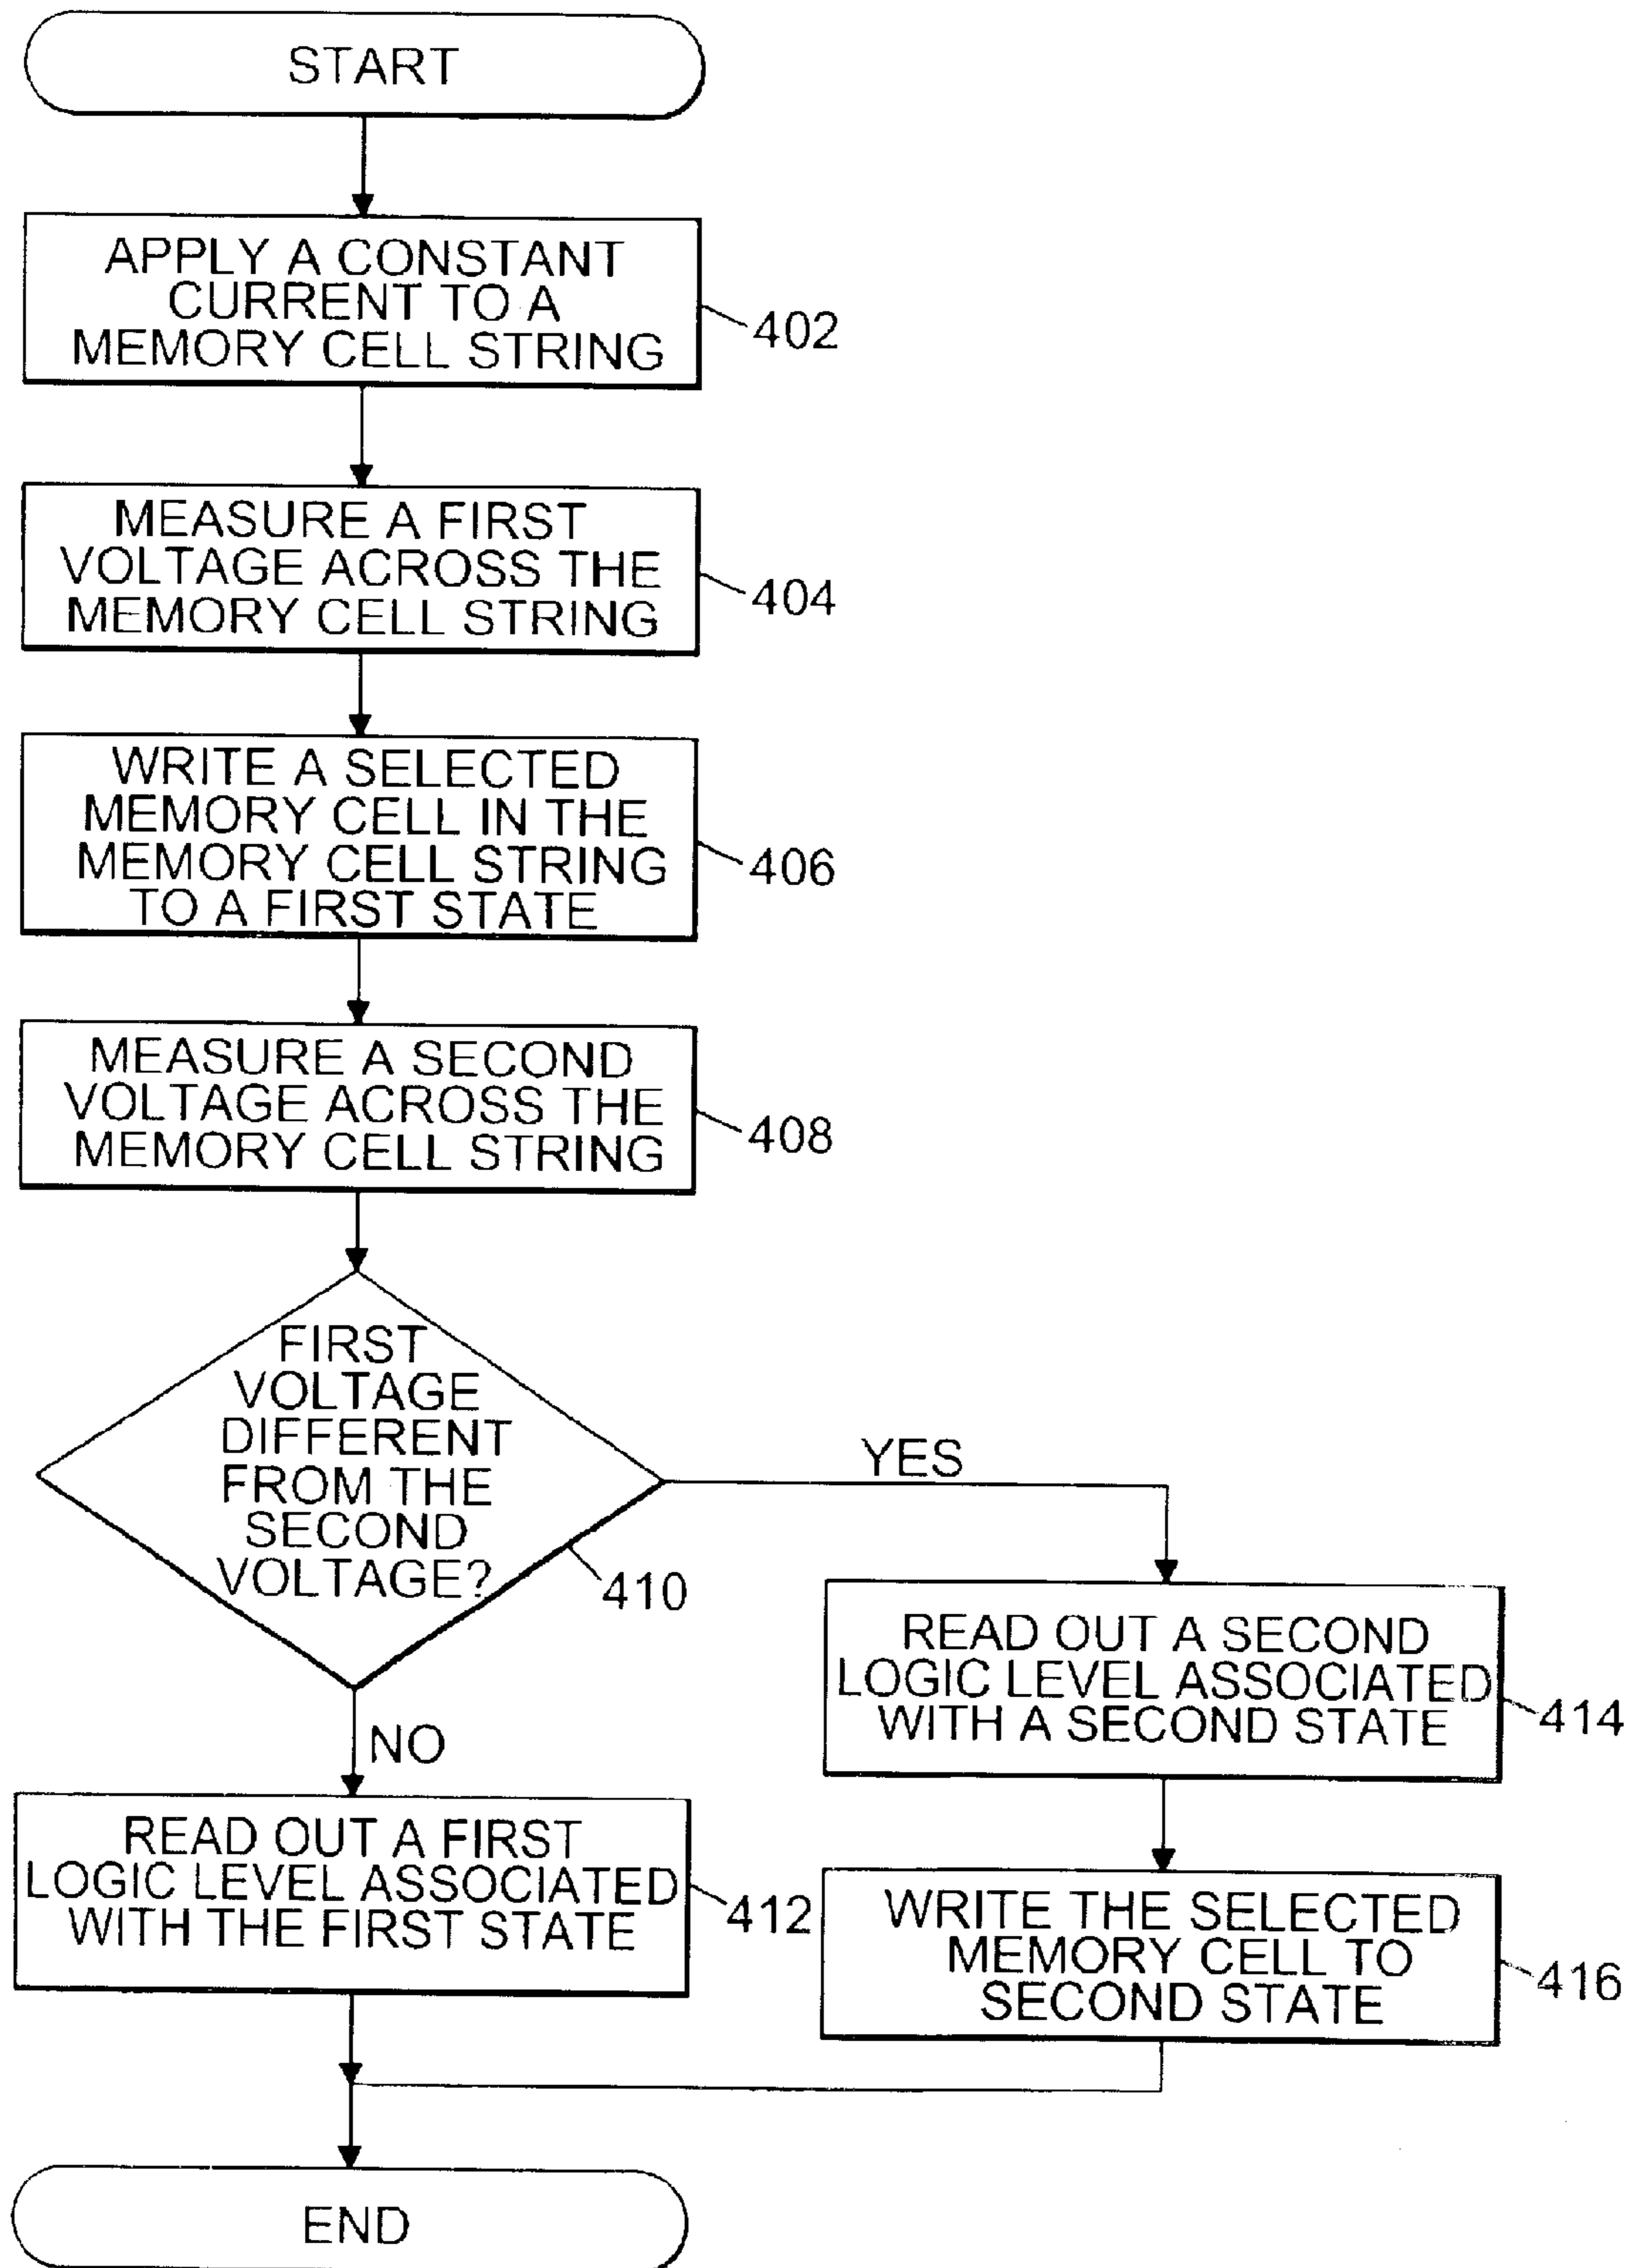 START
APPLY A CONSTANT
CURRENT TO A
MEMORY CELL STRING
402
MEASURE A FIRST
VOLTAGE ACROSS THE
MEMORY CELL STRING
404
WRITE A SELECTED
MEMORY CELL IN THE
MEMORY CELL STRING
TO A FIRST STATE
406
MEASURE A SECOND
VOLTAGE ACROSS THE
MEMORY CELL STRING
408
FIRST
VOLTAGE
DIFFERENT
FROM THE
SECOND
VOLTAGE?
410
YES
NO
READ OUT A SECOND
LOGIC LEVEL ASSOCIATED
WITH A SECOND STATE
414
READ OUT A FIRST
LOGIC LEVEL ASSOCIATED
WITH THE FIRST STATE
412
WRITE THE SELECTED
MEMORY CELL TO
SECOND STATE
416
END